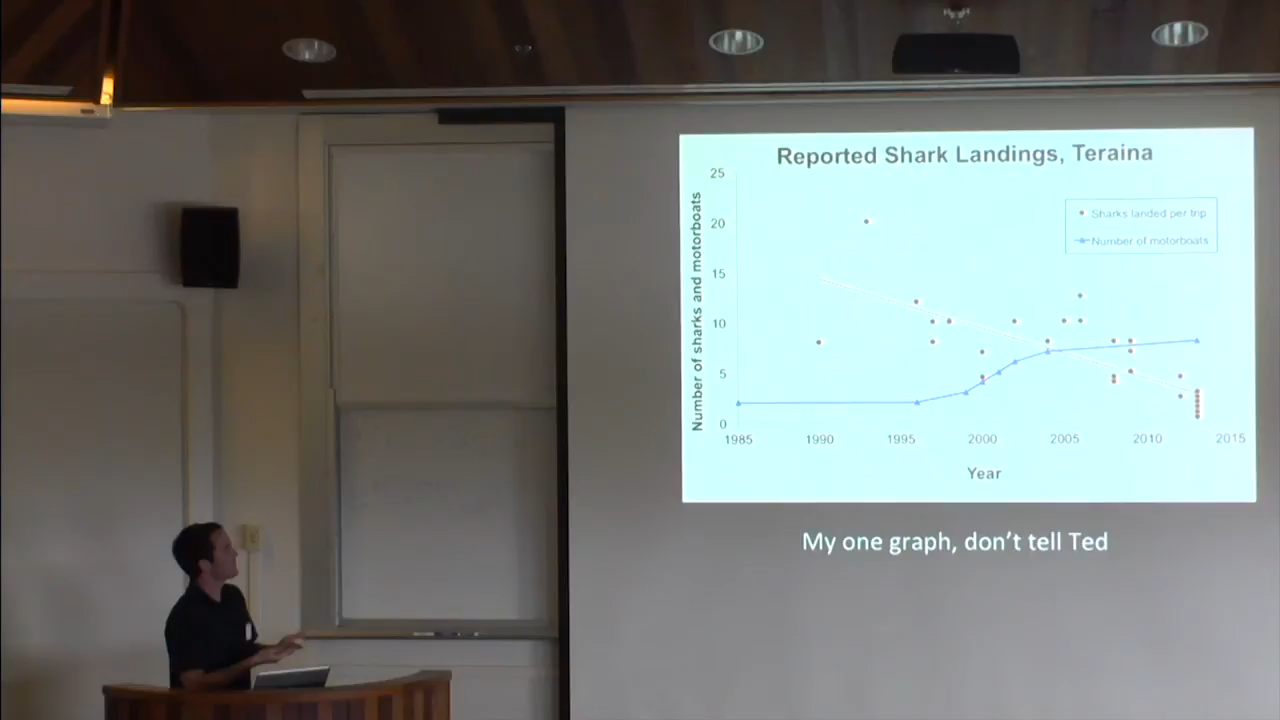 Reported Shark Landings, Teraina
Number of sharks and motorboats
25
20
15
10
5
0
Sharks landed per trip
Number of motorboats
1985 1990 1995 2000 2005 2010 2015
Year
My one graph, don't tell Ted